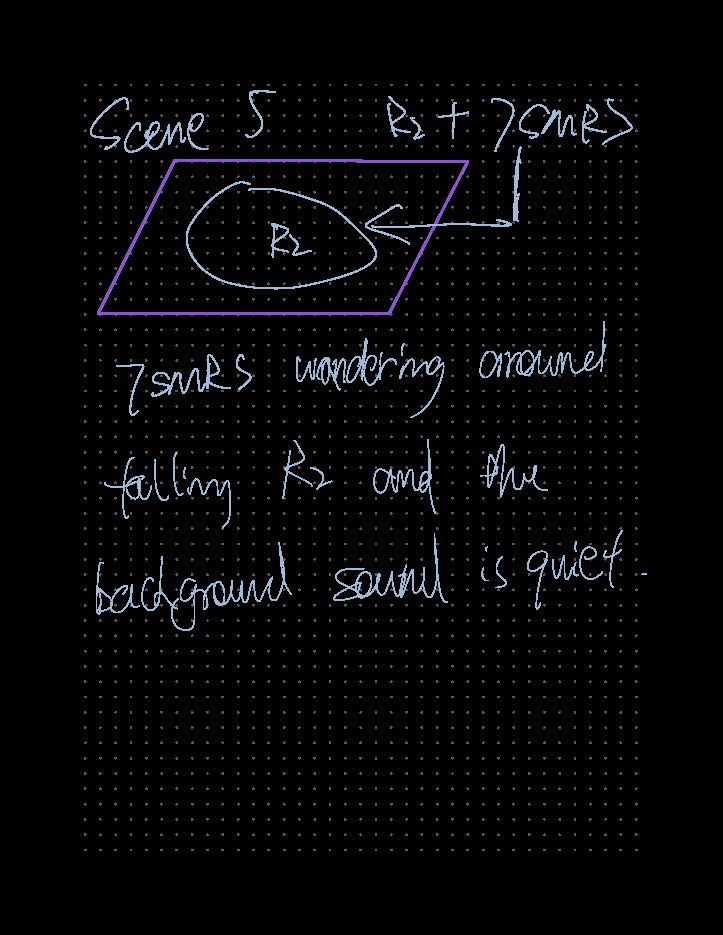 Scene 5 R2 + 7SMRS
R2
7SMRS wandering around
falling R2 and the
background sound is quiet.